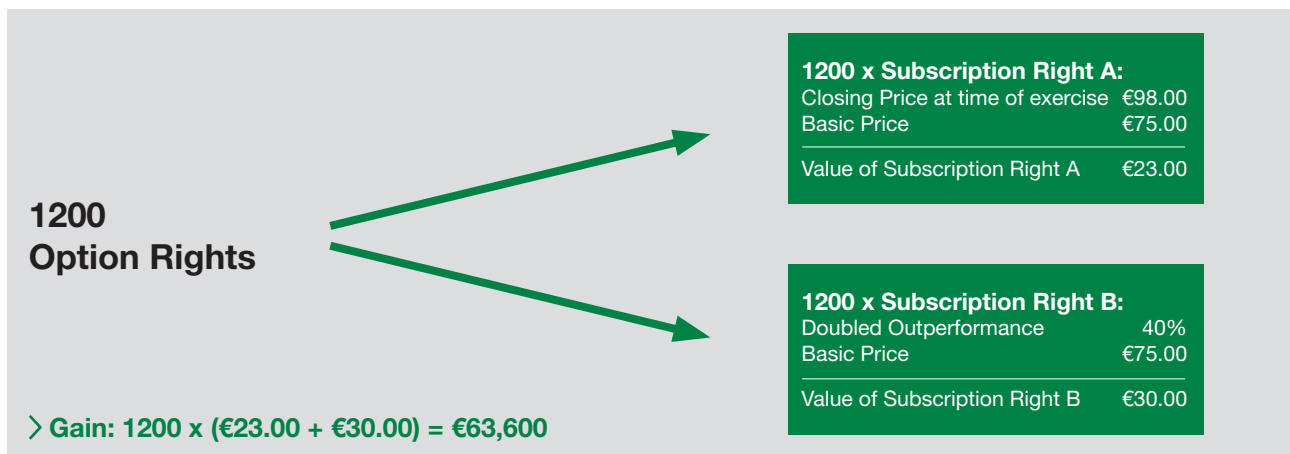 1200
Option Rights
1200 x Subscription Right A:
Closing Price at time of exercise €98.00
Basic Price €75.00
Value of Subscription Right A €23.00
1200 x Subscription Right B:
Doubled Outperformance 40%
Basic Price €75.00
Value of Subscription Right B €30.00
> Gain: 1200 x (€23.00 + €30.00) = €63,600